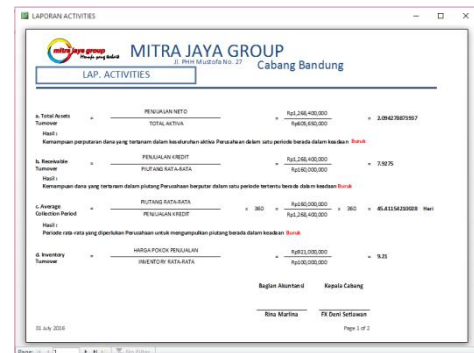 LAPORAN ACTIVITIES
mitra jaya group
MITRA JAYA GROUP
Jl. PHH Mustofa No. 27
Cabang Bandung
LAP. ACTIVITIES
a. Total Assets Turnover = PENJUALAN NETO / TOTAL AKTIVA = Rp1,268,400,000 / Rp605,650,000 = 2.094278875557
Hasil :
Kemampuan perputaran dana yang tertanam dalam keseluruhan aktiva Perusahaan dalam satu periode berada dalam keadaan Buruk
b. Receivable Turnover = PENJUALAN KREDIT / PIUTANG RATA-RATA = Rp1,268,400,000 / Rp160,000,000 = 7.9275
Hasil :
Kemampuan dana yang tertanam dalam piutang Perusahaan berputar dalam satu periode tertentu berada dalam keadaan Buruk
c. Average Collection Period = PIUTANG RATA-RATA / PENJUALAN KREDIT x 360 = Rp160,000,000 / Rp1,268,400,000 x 360 = 45.41154210028 Hari
Hasil :
Periode rata-rata yang diperlukan Perusahaan untuk mengumpulkan piutang berada dalam keadaan Buruk
d. Inventory Turnover = HARGA POKOK PENJUALAN / INVENTORY RATA-RATA = Rp921,000,000 / Rp100,000,000 = 9.21
Bagian Akuntansi Kepala Cabang
Rina Marlina FX Deni Setiawan
31 July 2018 Page 1 of 2
Page: 1 No Filter